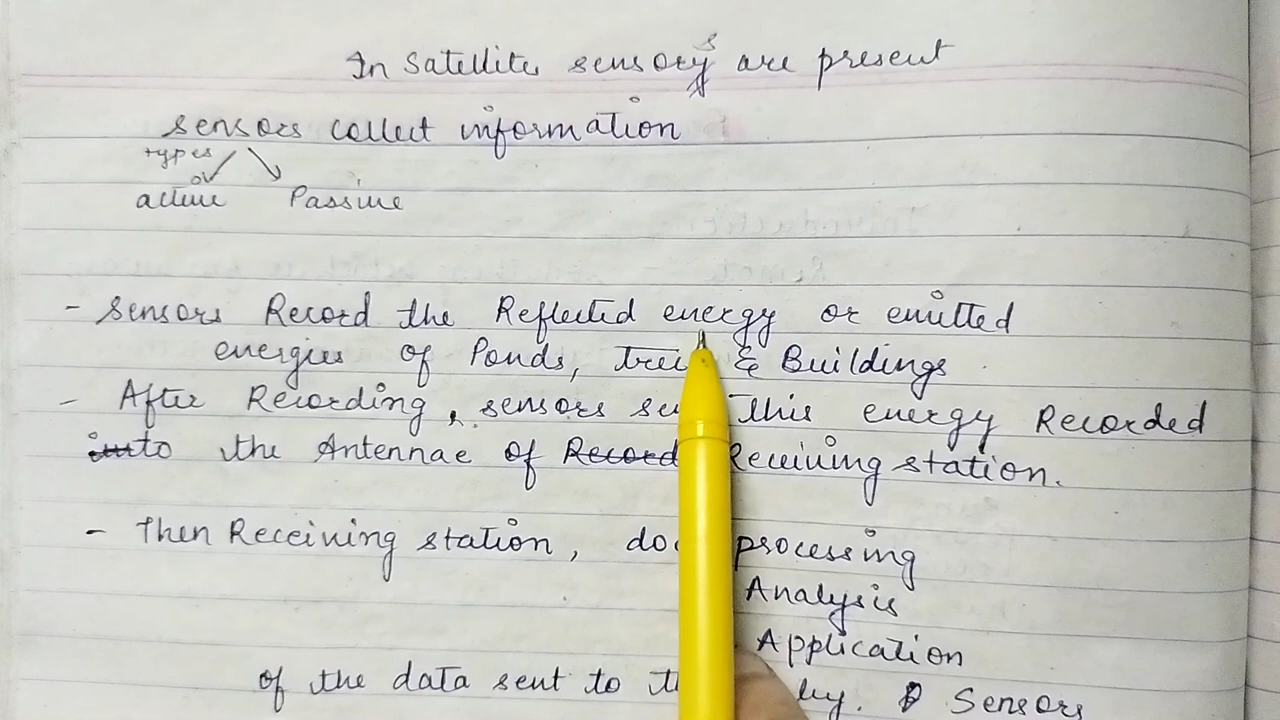 In Satellite sensors are present
sensors collect information
types
active Passive
- Sensors Record the Reflected energy or emitted
energies of Ponds, & Buildings
- After Recording, sensors this energy Recorded
to the Antennae of Record Receiving station.
- Then Receiving station, processing
Analysis
Application
of the data sent to by. Sensors